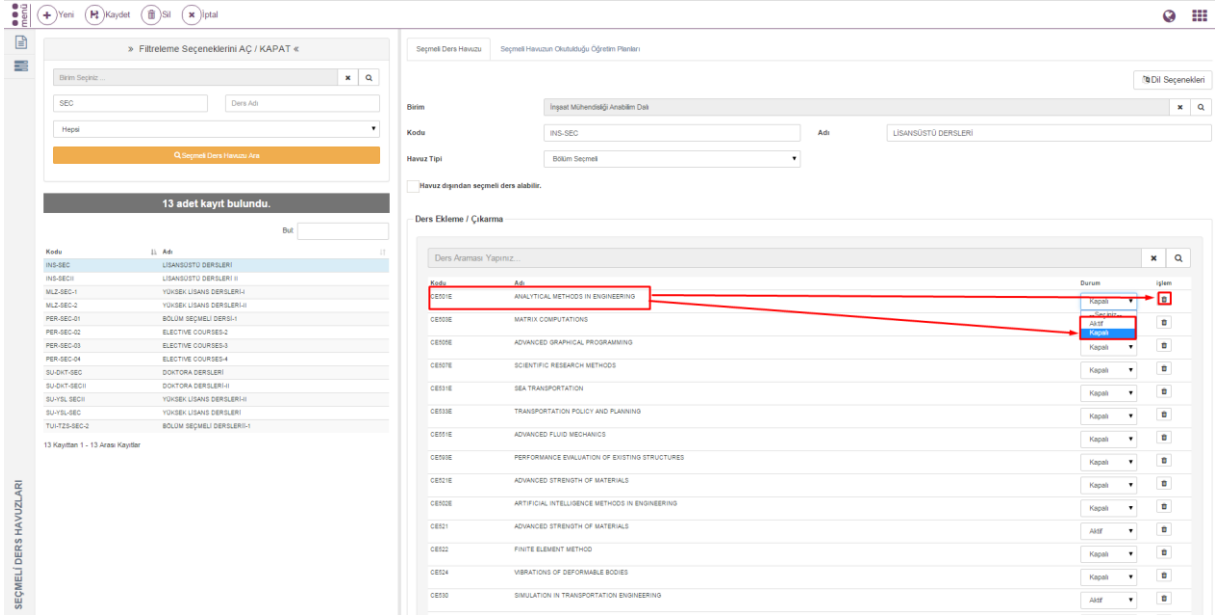 menü
Yeni Kaydet Sil İptal
» Filtreleme Seçeneklerini AÇ / KAPAT «
Birim Seçiniz...
SEC Ders Adı
Hepsi
Seçmeli Ders Havuzu Ara
13 adet kayıt bulundu.
Bul:
Kodu Adı
INS-SEC LİSANSÜSTÜ DERSLERİ
INS-SECII LİSANSÜSTÜ DERSLERİ II
MLZ-SEC-1 YÜKSEK LİSANS DERSLERİ-I
MLZ-SEC-2 YÜKSEK LİSANS DERSLERİ-II
PER-SEC-01 BÖLÜM SEÇMELİ DERSİ-1
PER-SEC-02 ELECTIVE COURSES-2
PER-SEC-03 ELECTIVE COURSES-3
PER-SEC-04 ELECTIVE COURSES-4
SU-DKT-SEC DOKTORA DERSLERİ
SU-DKT-SECII DOKTORA DERSLERİ-II
SU-YSL SECII YÜKSEK LİSANS DERSLERİ-II
SU-YSL-SEC YÜKSEK LİSANS DERSLERİ
TUI-TZS-SEC-2 BÖLÜM SEÇMELİ DERSLERİI-1
13 Kayıttan 1 - 13 Arası Kayıtlar
SEÇMELİ DERS HAVUZLARI
Seçmeli Ders Havuzu Seçmeli Havuzun Okutulduğu Öğretim Planları
Dil Seçenekleri
Birim İnşaat Mühendisliği Anabilim Dalı
Kodu INS-SEC Adı LİSANSÜSTÜ DERSLERİ
Havuz Tipi Bölüm Seçmeli
Havuz dışından seçmeli ders alabilir.
Ders Ekleme / Çıkarma
Ders Araması Yapınız...
Kodu Adı Durum İşlem
CE501E ANALYTICAL METHODS IN ENGINEERING Kapalı
...Seçiniz...
Aktif
Kapalı
CE503E MATRIX COMPUTATIONS
CE505E ADVANCED GRAPHICAL PROGRAMMING Kapalı
CE507E SCIENTIFIC RESEARCH METHODS Kapalı
CE531E SEA TRANSPORTATION Kapalı
CE533E TRANSPORTATION POLICY AND PLANNING Kapalı
CE551E ADVANCED FLUID MECHANICS Kapalı
CE593E PERFORMANCE EVALUATION OF EXISTING STRUCTURES Kapalı
CE521E ADVANCED STRENGTH OF MATERIALS Kapalı
CE502E ARTIFICIAL INTELLIGENCE METHODS IN ENGINEERING Kapalı
CE521 ADVANCED STRENGTH OF MATERIALS Aktif
CE522 FINITE ELEMENT METHOD Kapalı
CE524 VIBRATIONS OF DEFORMABLE BODIES Kapalı
CE530 SIMULATION IN TRANSPORTATION ENGINEERING Aktif